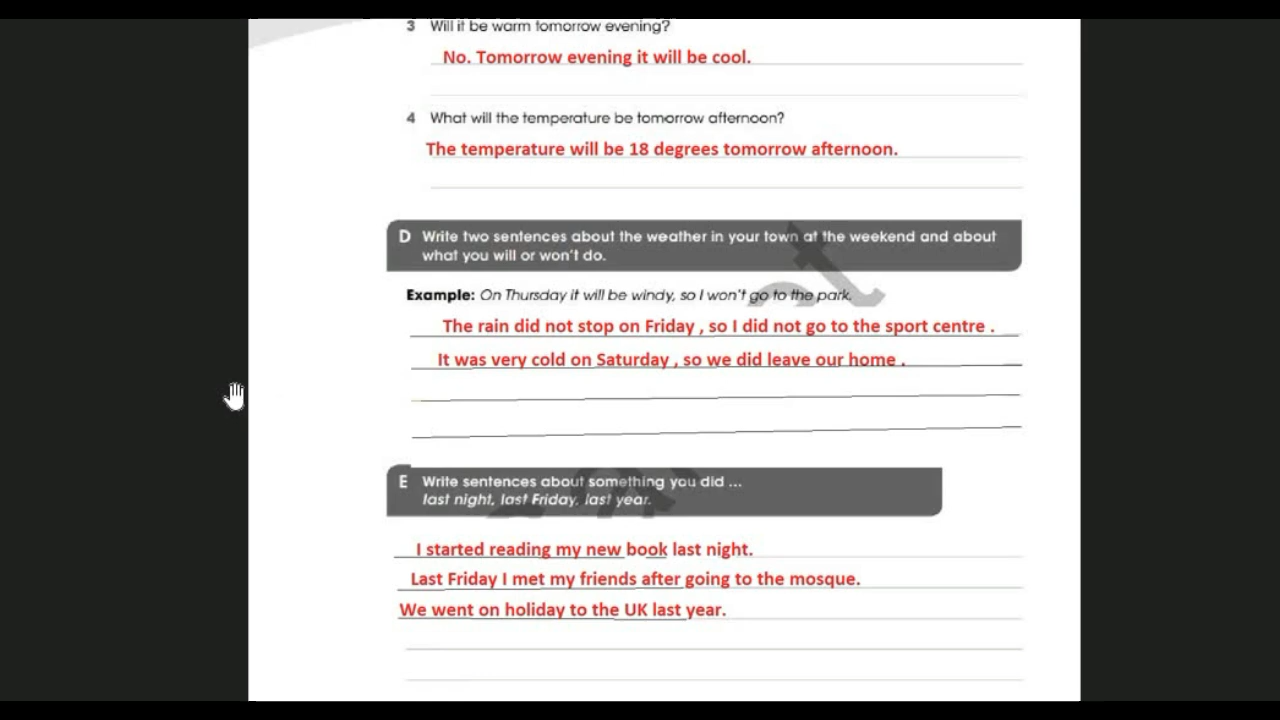 3 Will it be warm tomorrow evening?
No. Tomorrow evening it will be cool.
4 What will the temperature be tomorrow afternoon?
The temperature will be 18 degrees tomorrow afternoon.
D Write two sentences about the weather in your town at the weekend and about
what you will or won't do.
Example: On Thursday it will be windy, so I won't go to the park.
The rain did not stop on Friday , so I did not go to the sport centre .
It was very cold on Saturday , so we did leave our home .
E Write sentences about something you did ...
last night, last Friday, last year.
I started reading my new book last night.
Last Friday I met my friends after going to the mosque.
We went on holiday to the UK last year.